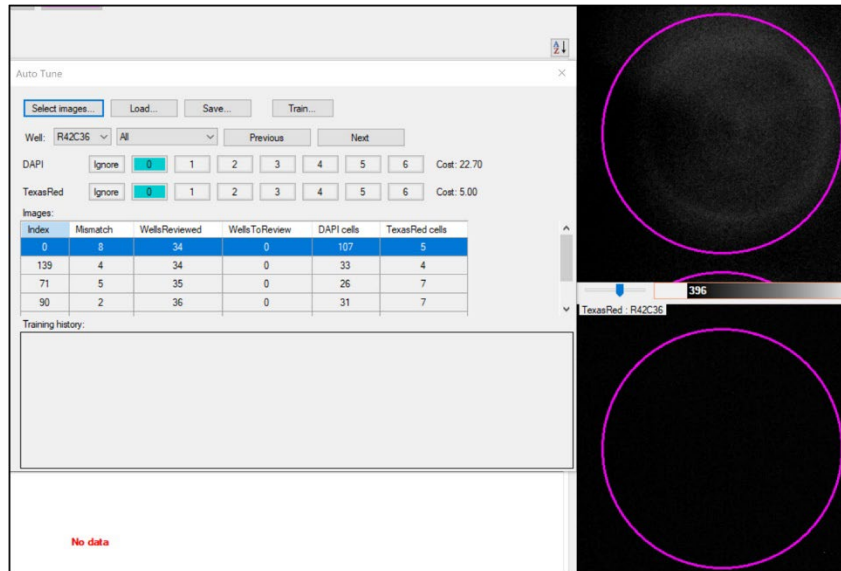 A
Z
Auto Tune
Select images... Load... Save... Train...
Well: R42C36 All Previous Next
DAPI Ignore 0 1 2 3 4 5 6 Cost: 22.70
TexasRed Ignore 0 1 2 3 4 5 6 Cost: 5.00
Images:
Index Mismatch WellsReviewed WellsToReview DAPI cells TexasRed cells
0 8 34 0 107 5
139 4 34 0 33 4
71 5 35 0 26 7
90 2 36 0 31 7
Training history:
No data
396
TexasRed : R42C36